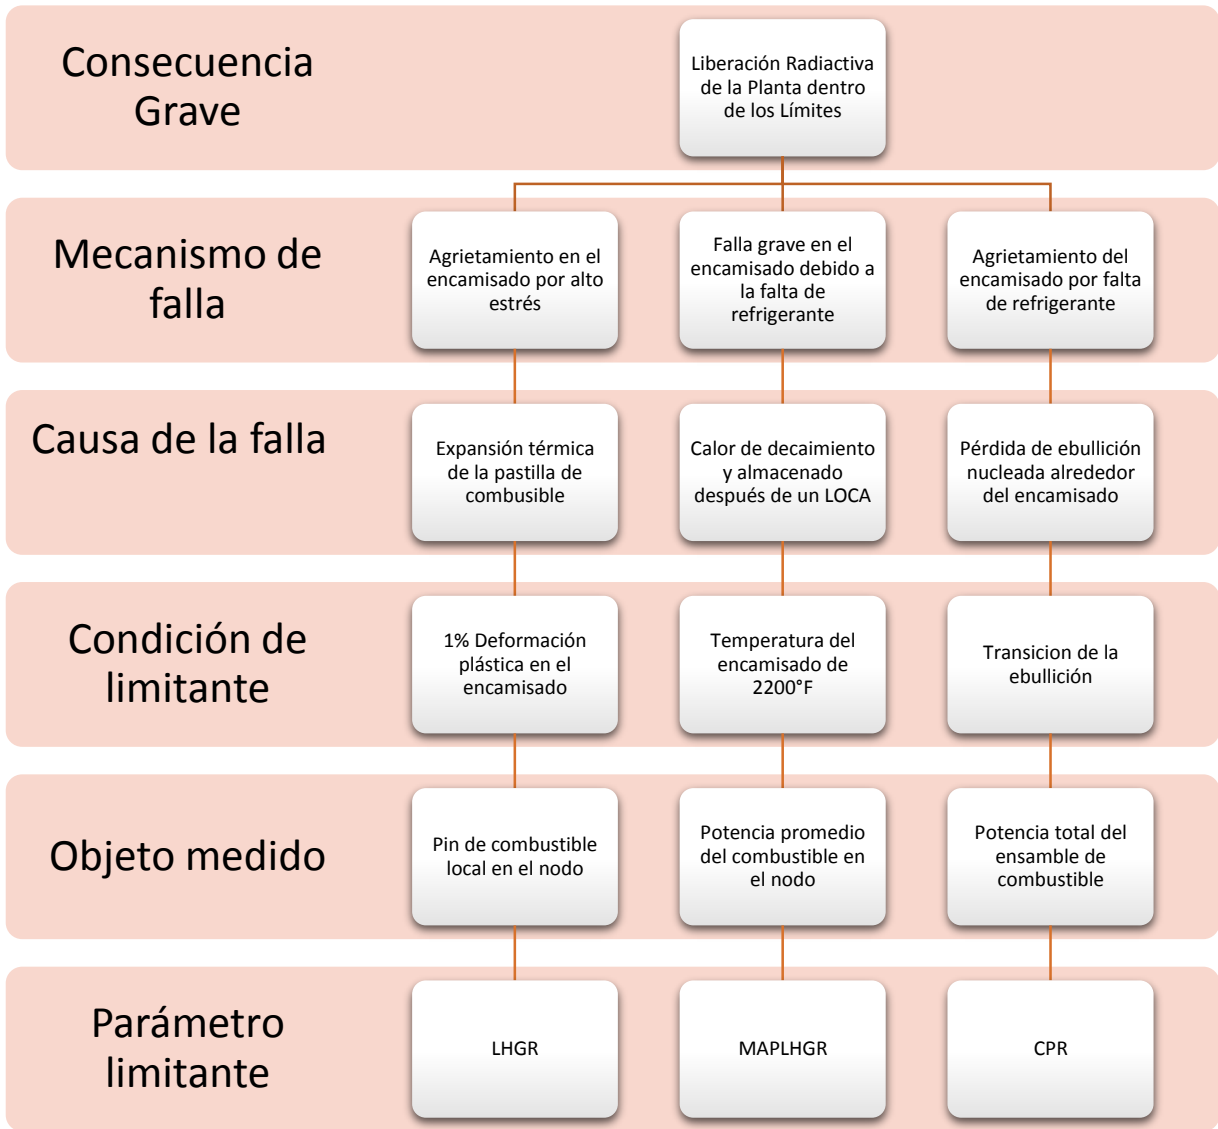 Consecuencia
Grave
Liberación Radiactiva
de la Planta dentro
de los Límites
Mecanismo de
falla
Agrietamiento en el
encamisado por alto
estrés
Falla grave en el
encamisado debido a
la falta de
refrigerante
Agrietamiento del
encamisado por falta
de refrigerante
Causa de la falla
Expansión térmica
de la pastilla de
combusible
Calor de decaimiento
y almacenado
después de un LOCA
Pérdida de ebullición
nucleada alrededor
del encamisado
Condición de
limitante
1% Deformación
plástica en el
encamisado
Temperatura del
encamisado de
2200°F
Transicion de la
ebullición
Objeto medido
Pin de combustible
local en el nodo
Potencia promedio
del combustible en
el nodo
Potencia total del
ensamble de
combustible
Parámetro
limitante
LHGR
MAPLHGR
CPR